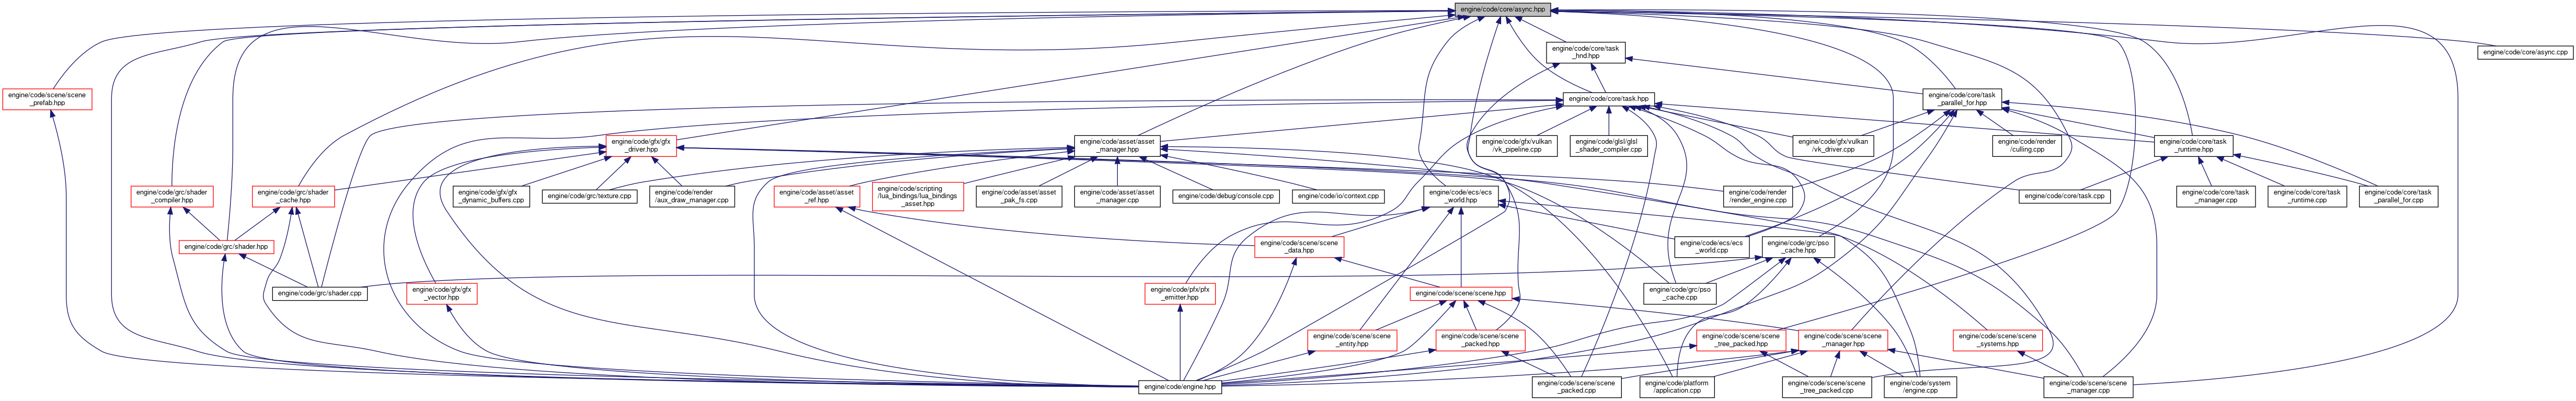 engine/code/core/async.hpp
engine/code/core/task
_hnd.hpp
engine/code/core/async.cpp
engine/code/scene/scene
_prefab.hpp
engine/code/core/task.hpp
engine/code/core/task
_parallel_for.hpp
engine/code/gfx/gfx
_driver.hpp
engine/code/asset/asset
_manager.hpp
engine/code/gfx/vulkan
/vk_pipeline.cpp
engine/code/glsl/glsl
_shader_compiler.cpp
engine/code/gfx/vulkan
/vk_driver.cpp
engine/code/render
/culling.cpp
engine/code/core/task
_runtime.hpp
engine/code/grc/shader
_compiler.hpp
engine/code/grc/shader
_cache.hpp
engine/code/gfx/gfx
_dynamic_buffers.cpp
engine/code/grc/texture.cpp
engine/code/render
/aux_draw_manager.cpp
engine/code/asset/asset
_ref.hpp
engine/code/scripting
/lua_bindings/lua_bindings
_asset.hpp
engine/code/asset/asset
_pak_fs.cpp
engine/code/asset/asset
_manager.cpp
engine/code/debug/console.cpp
engine/code/io/context.cpp
engine/code/ecs/ecs
_world.hpp
engine/code/render
/render_engine.cpp
engine/code/core/task.cpp
engine/code/core/task
_manager.cpp
engine/code/core/task
_runtime.cpp
engine/code/core/task
_parallel_for.cpp
engine/code/grc/shader.hpp
engine/code/scene/scene
_data.hpp
engine/code/ecs/ecs
_world.cpp
engine/code/grc/pso
_cache.hpp
engine/code/grc/shader.cpp
engine/code/gfx/gfx
_vector.hpp
engine/code/pfx/pfx
_emitter.hpp
engine/code/scene/scene.hpp
engine/code/grc/pso
_cache.cpp
engine/code/scene/scene
_entity.hpp
engine/code/scene/scene
_packed.hpp
engine/code/scene/scene
_tree_packed.hpp
engine/code/scene/scene
_manager.hpp
engine/code/scene/scene
_systems.hpp
engine/code/engine.hpp
engine/code/scene/scene
_packed.cpp
engine/code/platform
/application.cpp
engine/code/scene/scene
_tree_packed.cpp
engine/code/system
/engine.cpp
engine/code/scene/scene
_manager.cpp